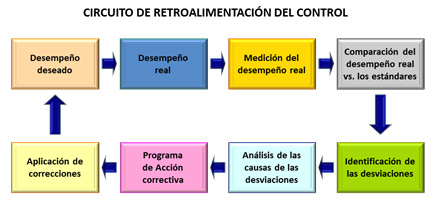 CIRCUITO DE RETROALIMENTACIÓN DEL CONTROL
Desempeño
deseado
Desempeño
real
Medición del
desempeño real
Comparación del
desempeño real
vs. los estándares
Identificación de
las desviaciones
Análisis de las
causas de las
desviaciones
Programa
de Acción
correctiva
Aplicación de
correcciones